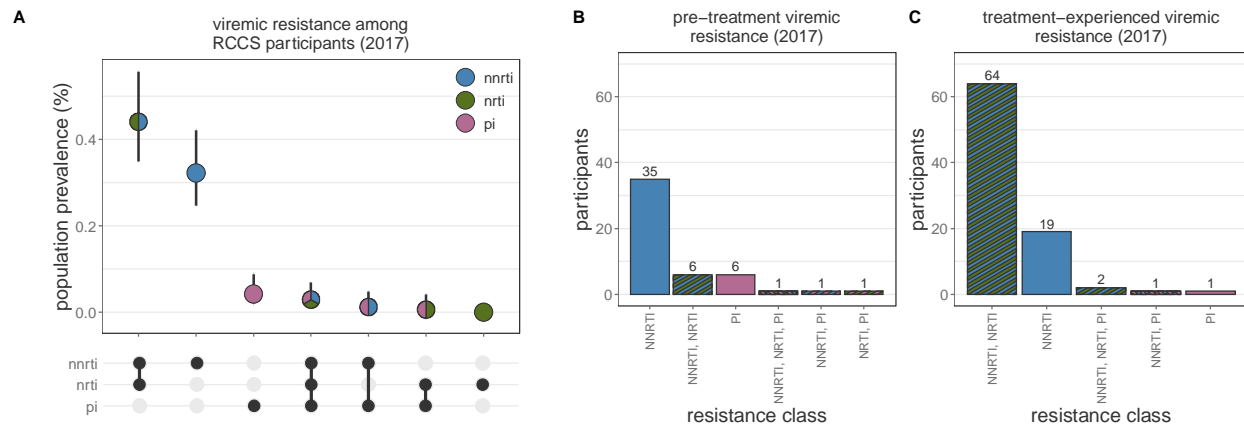 A
viremic resistance among
RCCS participants (2017)
population prevalence (%)
0.4
0.2
0.0
nnrti
nrti
pi
nnrti
nrti
pi
B
pre−treatment viremic
resistance (2017)
participants
60
40
20
0
35
6
6
1
1
1
NNRTI
NNRTI, NRTI
PI
NNRTI, NRTI, PI
NNRTI, PI
NRTI, PI
resistance class
C
treatment−experienced viremic
resistance (2017)
participants
60
40
20
0
64
19
2
1
1
NNRTI, NRTI
NNRTI
NNRTI, NRTI, PI
NNRTI, PI
PI
resistance class